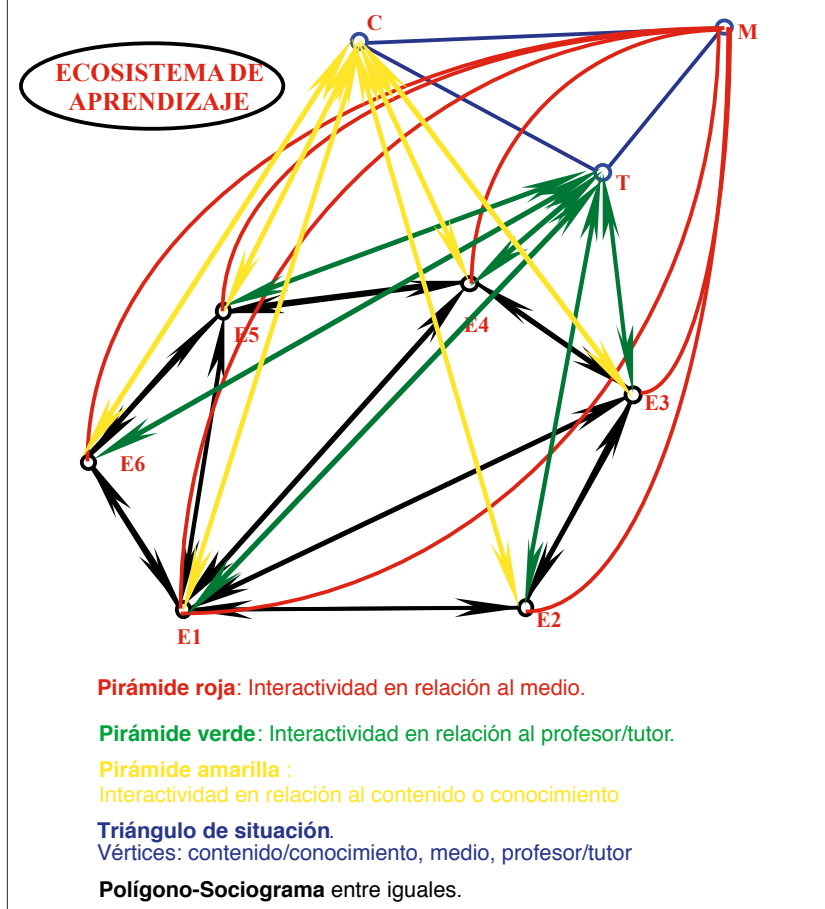 C
M
ECOSISTEMA DE
APRENDIZAJE
T
E4
E5
E3
E6
E2
E1
Pirámide roja: Interactividad en relación al medio.
Pirámide verde: Interactividad en relación al profesor/tutor.
Pirámide amarilla :
Interactividad en relación al contenido o conocimiento
Triángulo de situación.
Vértices: contenido/conocimiento, medio, profesor/tutor
Polígono-Sociograma entre iguales.